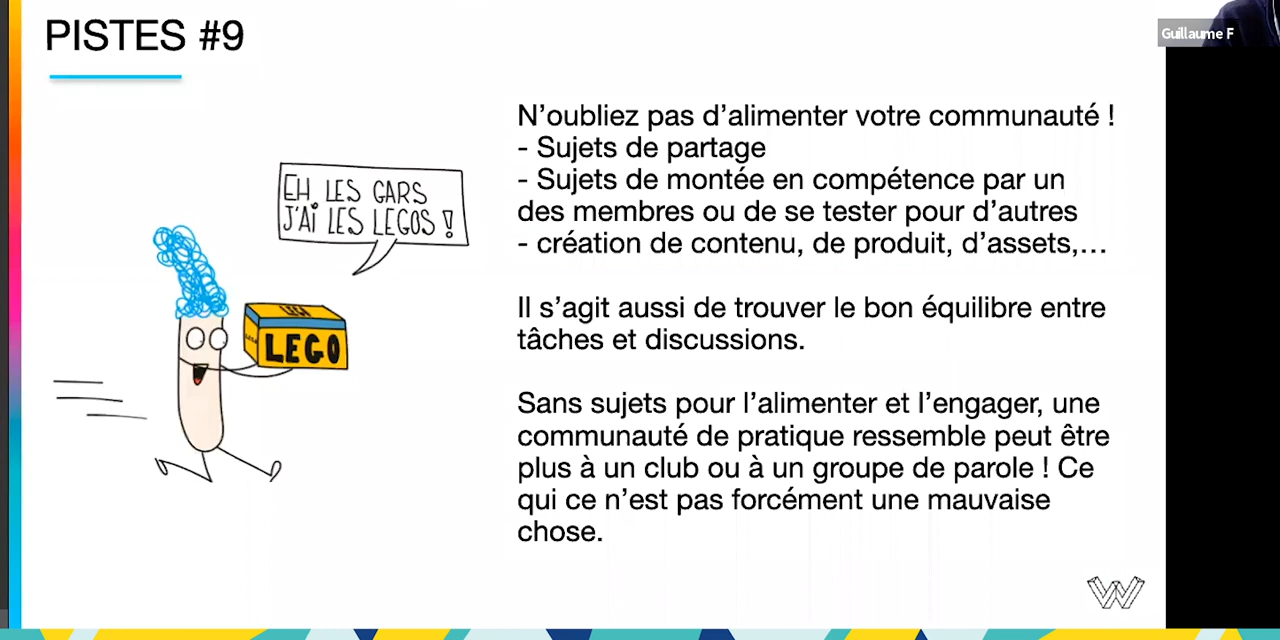 PISTES #9
Guillaume F
N'oubliez pas d'alimenter votre communauté !
- Sujets de partage
- Sujets de montée en compétence par un
des membres ou de se tester pour d'autres
- création de contenu, de produit, d'assets,...
EH LES GARS
J'AI LES LEGOS !
LEGO
Il s'agit aussi de trouver le bon équilibre entre
tâches et discussions.
Sans sujets pour l'alimenter et l'engager, une
communauté de pratique ressemble peut être
plus à un club ou à un groupe de parole ! Ce
qui ce n'est pas forcément une mauvaise
chose.
W